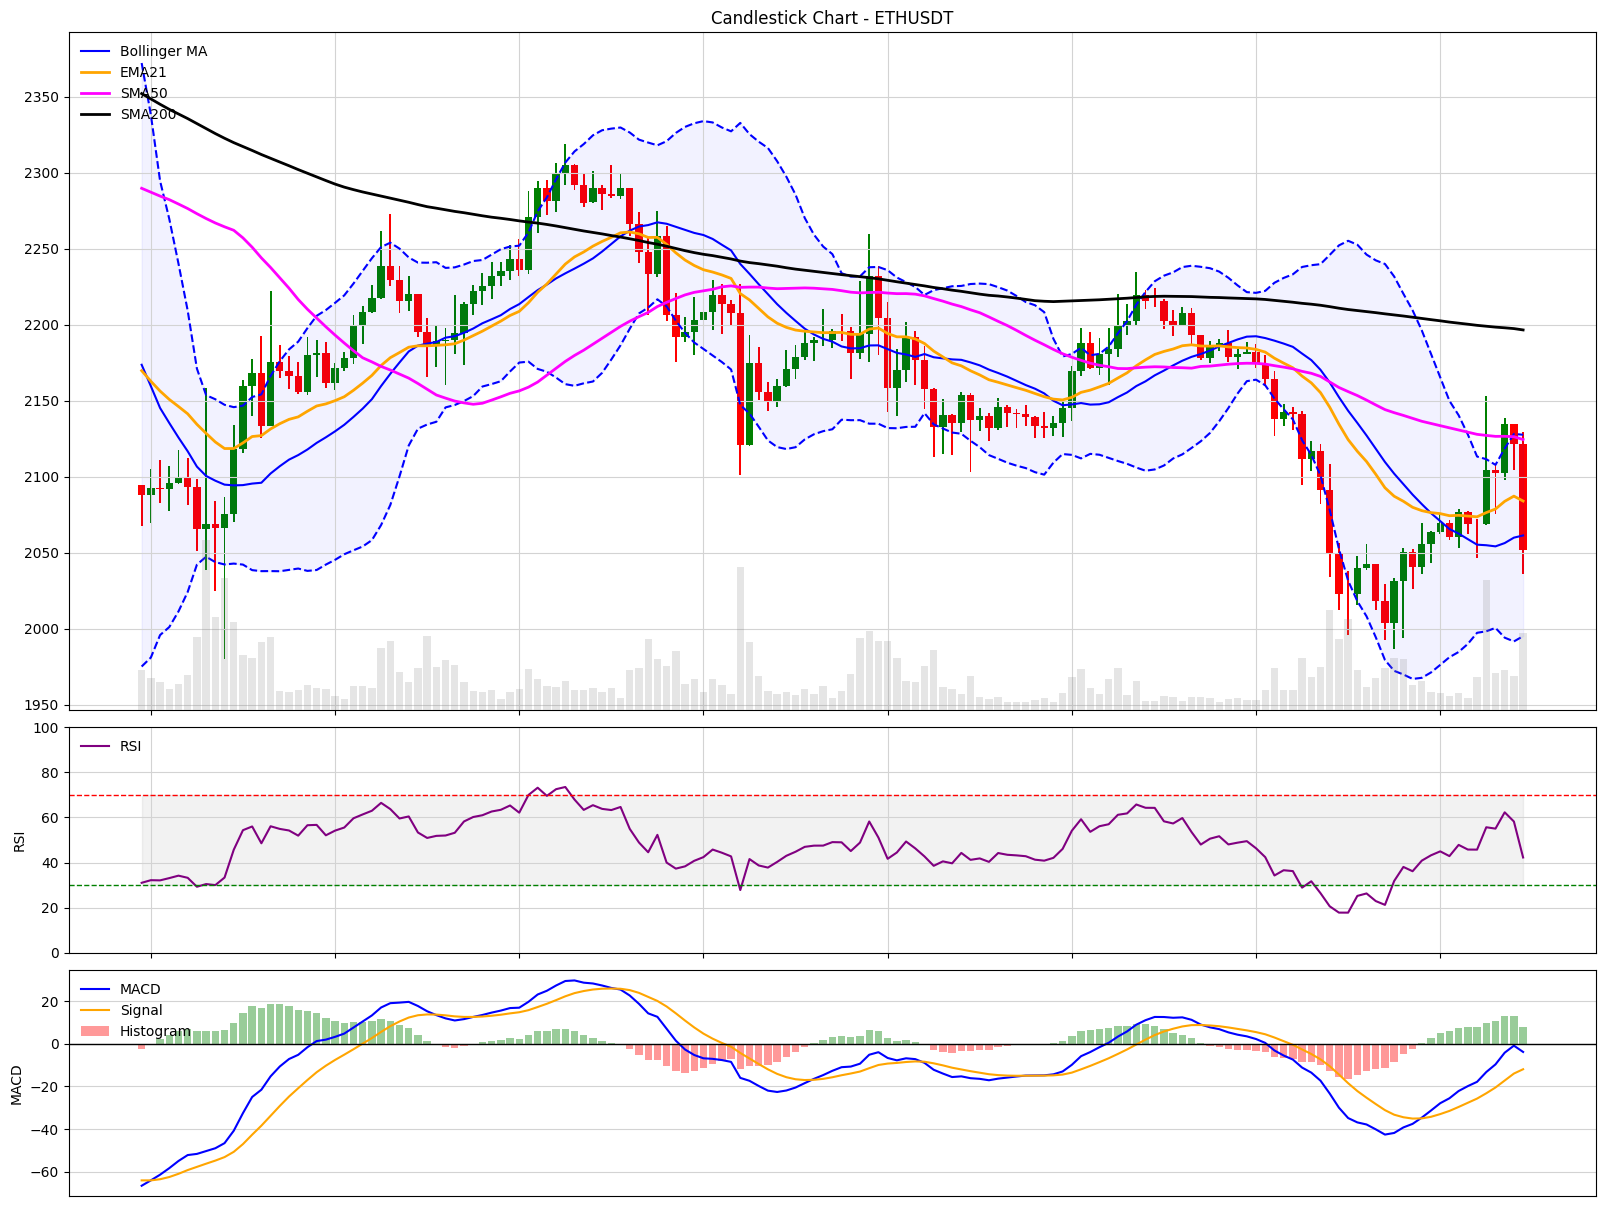 Candlestick Chart - ETHUSDT
Bollinger MA
EMA21
SMA50
SMA200
2350
2300
2250
2200
2150
2100
2050
2000
1950
RSI
RSI
100
80
60
40
20
0
MACD
Signal
Histogram
MACD
20
0
−20
−40
−60